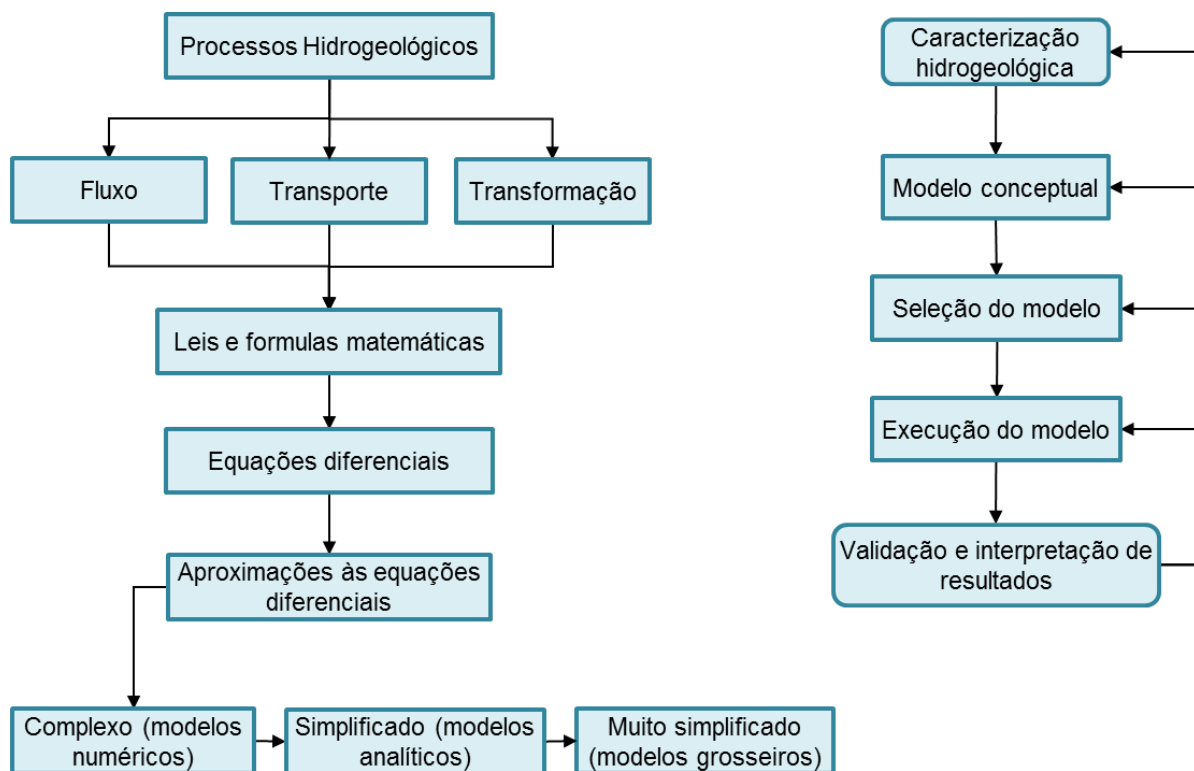 Processos Hidrogeológicos
Fluxo
Transporte
Transformação
Leis e formulas matemáticas
Equações diferenciais
Aproximações às equações
diferenciais
Complexo (modelos
numéricos)
Simplificado (modelos
analíticos)
Muito simplificado
(modelos grosseiros)
Caracterização
hidrogeológica
Modelo conceptual
Seleção do modelo
Execução do modelo
Validação e interpretação de
resultados